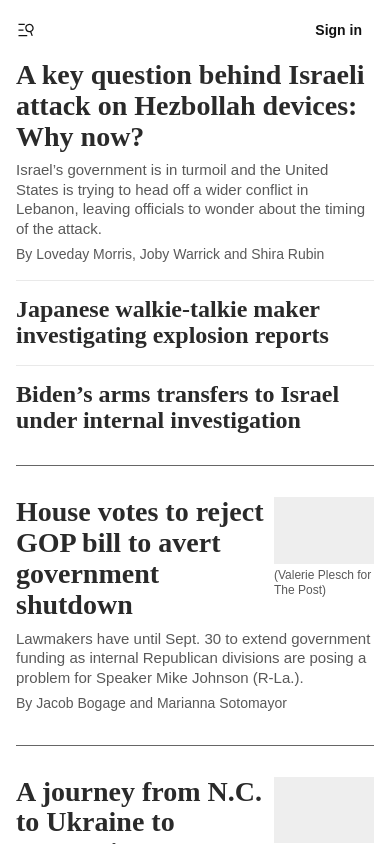 Sign in
A key question behind Israeli
attack on Hezbollah devices:
Why now?
Israel’s government is in turmoil and the United
States is trying to head off a wider conflict in
Lebanon, leaving officials to wonder about the timing
of the attack.
By Loveday Morris, Joby Warrick and Shira Rubin
Japanese walkie-talkie maker
investigating explosion reports
Biden’s arms transfers to Israel
under internal investigation
House votes to reject
GOP bill to avert
government
shutdown
(Valerie Plesch for
The Post)
Lawmakers have until Sept. 30 to extend government
funding as internal Republican divisions are posing a
problem for Speaker Mike Johnson (R-La.).
By Jacob Bogage and Marianna Sotomayor
A journey from N.C.
to Ukraine to